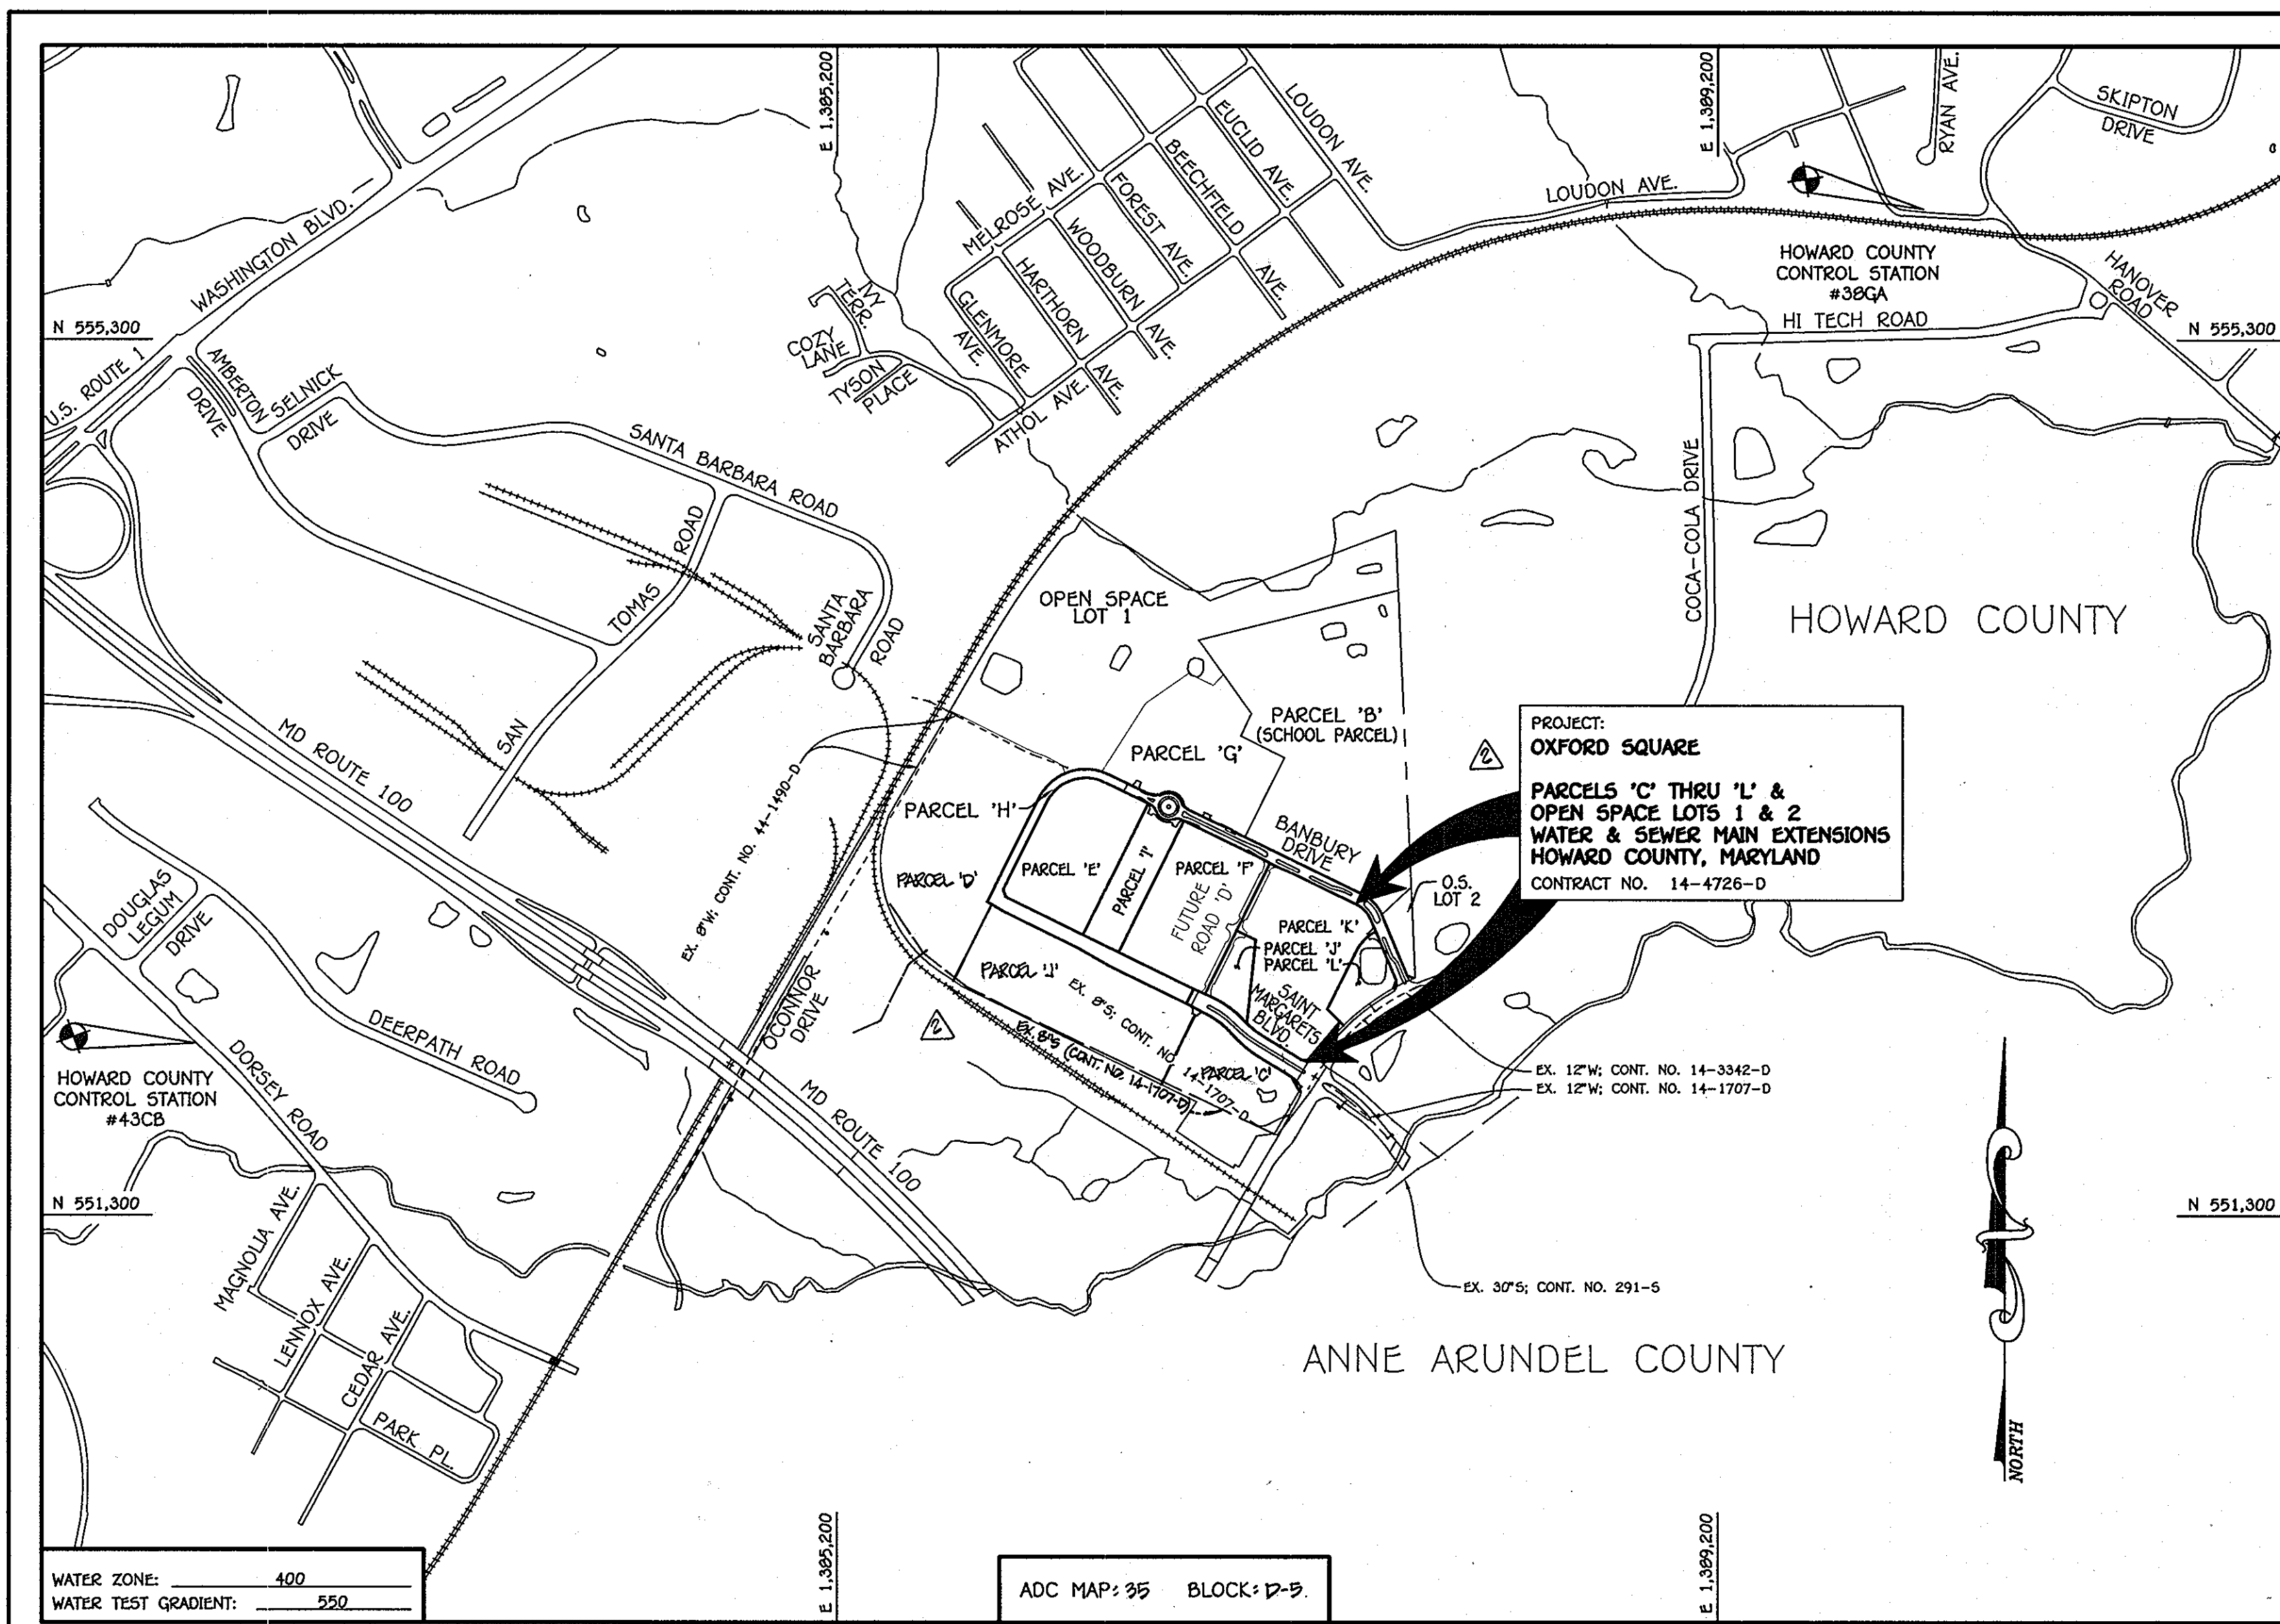 E 1,385,200
E 1,389,200
RYAN AVE.
SKIPTON
DRIVE
LOUDON AVE.
EUCLID AVE.
BEECHFIELD
AVE.
FOREST AVE.
MELROSE AVE.
WOODBURN
AVE.
HARTHORN
AVE.
GLENMORE
AVE.
ATHOL AVE.
IVY
TERR.
COZY
LANE
TYSON
PLACE
LOUDON AVE.
HOWARD COUNTY
CONTROL STATION
#38GA
HANOVER
ROAD
HI TECH ROAD
N 555,300
N 555,300
WASHINGTON BLVD.
U.S. ROUTE 1
AMBERTON
DRIVE
SELNICK
DRIVE
SANTA BARBARA ROAD
SAN
TOMAS
ROAD
SANTA
BARBARA
ROAD
COCA-COLA DRIVE
HOWARD COUNTY
OPEN SPACE
LOT 1
PARCEL 'B'
(SCHOOL PARCEL)
PARCEL 'G'
PARCEL 'H'
PARCEL 'D'
PARCEL 'E'
PARCEL 'I'
PARCEL 'F'
FUTURE
ROAD 'D'
BANBURY
DRIVE
O.S.
LOT 2
PARCEL 'K'
PARCEL 'J'
PARCEL 'L'
SAINT
MARGARETS
BLVD.
PARCEL 'J'
PARCEL 'C'
2
PROJECT:
OXFORD SQUARE
PARCELS 'C' THRU 'L' &
OPEN SPACE LOTS 1 & 2
WATER & SEWER MAIN EXTENSIONS
HOWARD COUNTY, MARYLAND
CONTRACT NO. 14-4726-D
MD ROUTE 100
EX. 8"W; CONT. NO. 44-1490-D
OCONNOR
DRIVE
2
EX. 8"S; CONT. NO. 14-1707-D
EX. 8"S (CONT. NO. 14-1707-D)
DOUGLAS
LEGUM
DRIVE
DEERPATH ROAD
DORSEY ROAD
HOWARD COUNTY
CONTROL STATION
#43CB
MD ROUTE 100
EX. 12"W; CONT. NO. 14-3342-D
EX. 12"W; CONT. NO. 14-1707-D
N 551,300
N 551,300
MAGNOLIA AVE.
LENNOX AVE.
CEDAR AVE.
PARK PL.
EX. 30"S; CONT. NO. 291-S
ANNE ARUNDEL COUNTY
NORTH
E 1,385,200
E 1,389,200
WATER ZONE: 400
WATER TEST GRADIENT: 550
ADC MAP: 35 BLOCK: D-5.